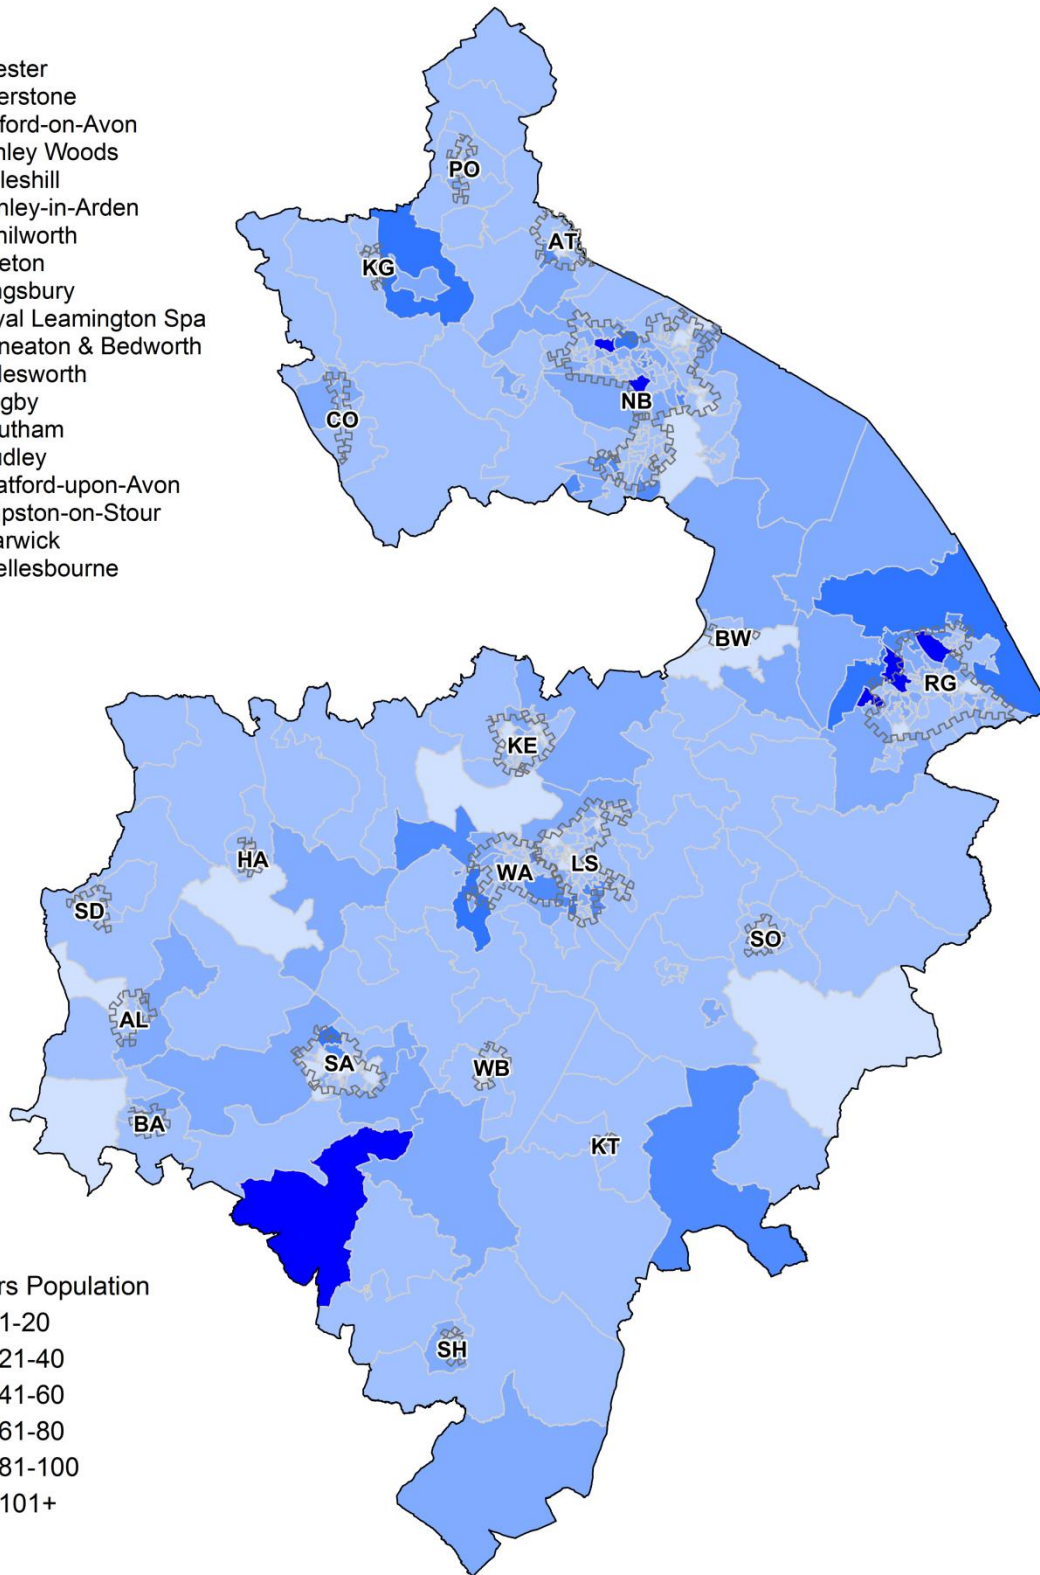 ester
erstone
ford-on-Avon
nley Woods
leshill
nley-in-Arden
nilworth
eton
ngsbury
yal Leamington Spa
neaton & Bedworth
lesworth
gby
utham
udley
atford-upon-Avon
ipston-on-Stour
arwick
ellesbourne
PO
AT
KG
NB
CO
BW
RG
KE
HA
WA
LS
SD
SO
AL
SA
WB
BA
KT
SH
rs Population
1-20
21-40
41-60
61-80
81-100
101+